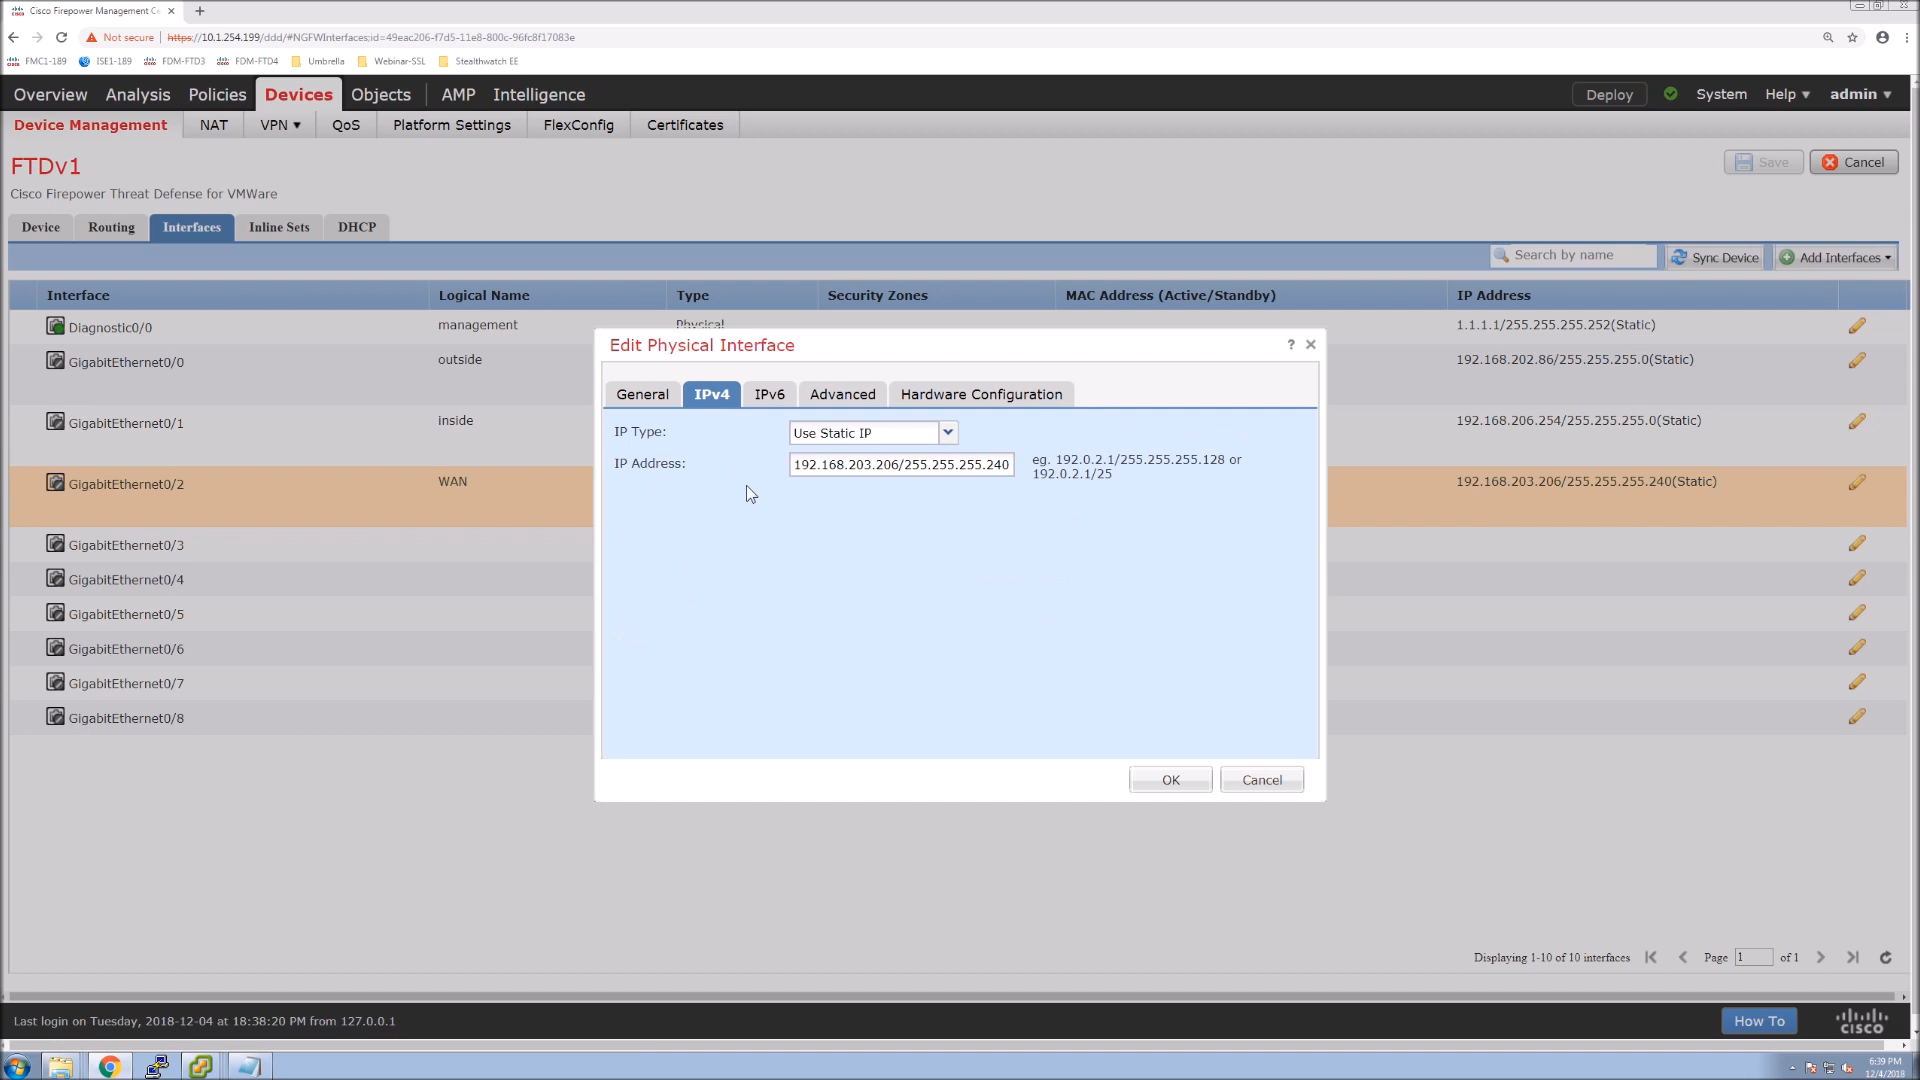 Cisco Firepower Management Ce
Not secure | https://10.1.254.199/ddd/#NGFWInterfaces;id=49eac206-f7d5-11e8-800c-96fc8f17083e
FMC1-189 ISE1-189 FDM-FTD3 FDM-FTD4 Umbrella Webinar-SSL Stealthwatch EE
Overview Analysis Policies Devices Objects AMP Intelligence Deploy System Help admin
Device Management NAT VPN QoS Platform Settings FlexConfig Certificates
FTDv1
Save Cancel
Cisco Firepower Threat Defense for VMWare
Device Routing Interfaces Inline Sets DHCP
Search by name Sync Device Add Interfaces
Interface Logical Name Type Security Zones MAC Address (Active/Standby) IP Address
Diagnostic0/0 management Physical 1.1.1.1/255.255.255.252(Static)
GigabitEthernet0/0 outside 192.168.202.86/255.255.255.0(Static)
GigabitEthernet0/1 inside 192.168.206.254/255.255.255.0(Static)
GigabitEthernet0/2 WAN 192.168.203.206/255.255.255.240(Static)
GigabitEthernet0/3
GigabitEthernet0/4
GigabitEthernet0/5
GigabitEthernet0/6
GigabitEthernet0/7
GigabitEthernet0/8
Edit Physical Interface ?
General IPv4 IPv6 Advanced Hardware Configuration
IP Type: Use Static IP
IP Address: 192.168.203.206/255.255.255.240 eg. 192.0.2.1/255.255.255.128 or
192.0.2.1/25
OK Cancel
Displaying 1-10 of 10 interfaces Page 1 of 1
Last login on Tuesday, 2018-12-04 at 18:38:20 PM from 127.0.0.1
How To
CISCO
6:39 PM
12/4/2018